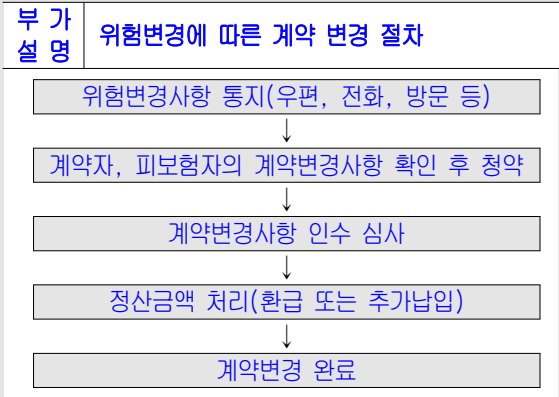 부 가
설 명
위험변경에 따른 계약 변경 절차
위험변경사항 통지(우편, 전화, 방문 등)
↓
계약자, 피보험자의 계약변경사항 확인 후 청약
↓
계약변경사항 인수 심사
↓
정산금액 처리(환급 또는 추가납입)
↓
계약변경 완료